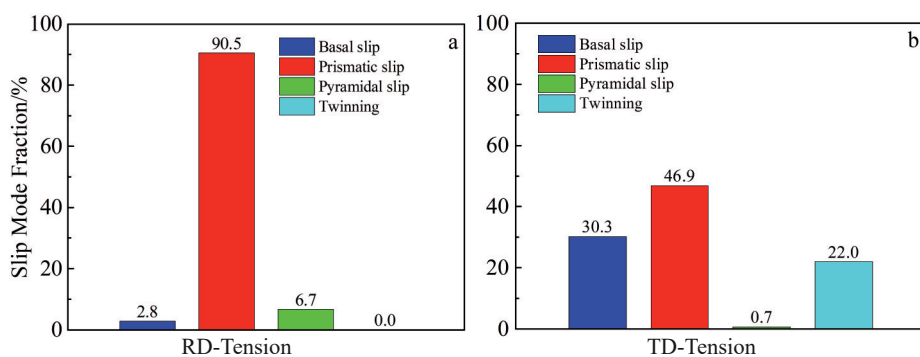 Slip Mode Fraction/%
100
80
60
40
20
0
a
Basal slip
Prismatic slip
Pyramidal slip
Twinning
2.8
90.5
6.7
0.0
RD-Tension
100
80
60
40
20
0
b
Basal slip
Prismatic slip
Pyramidal slip
Twinning
30.3
46.9
0.7
22.0
TD-Tension